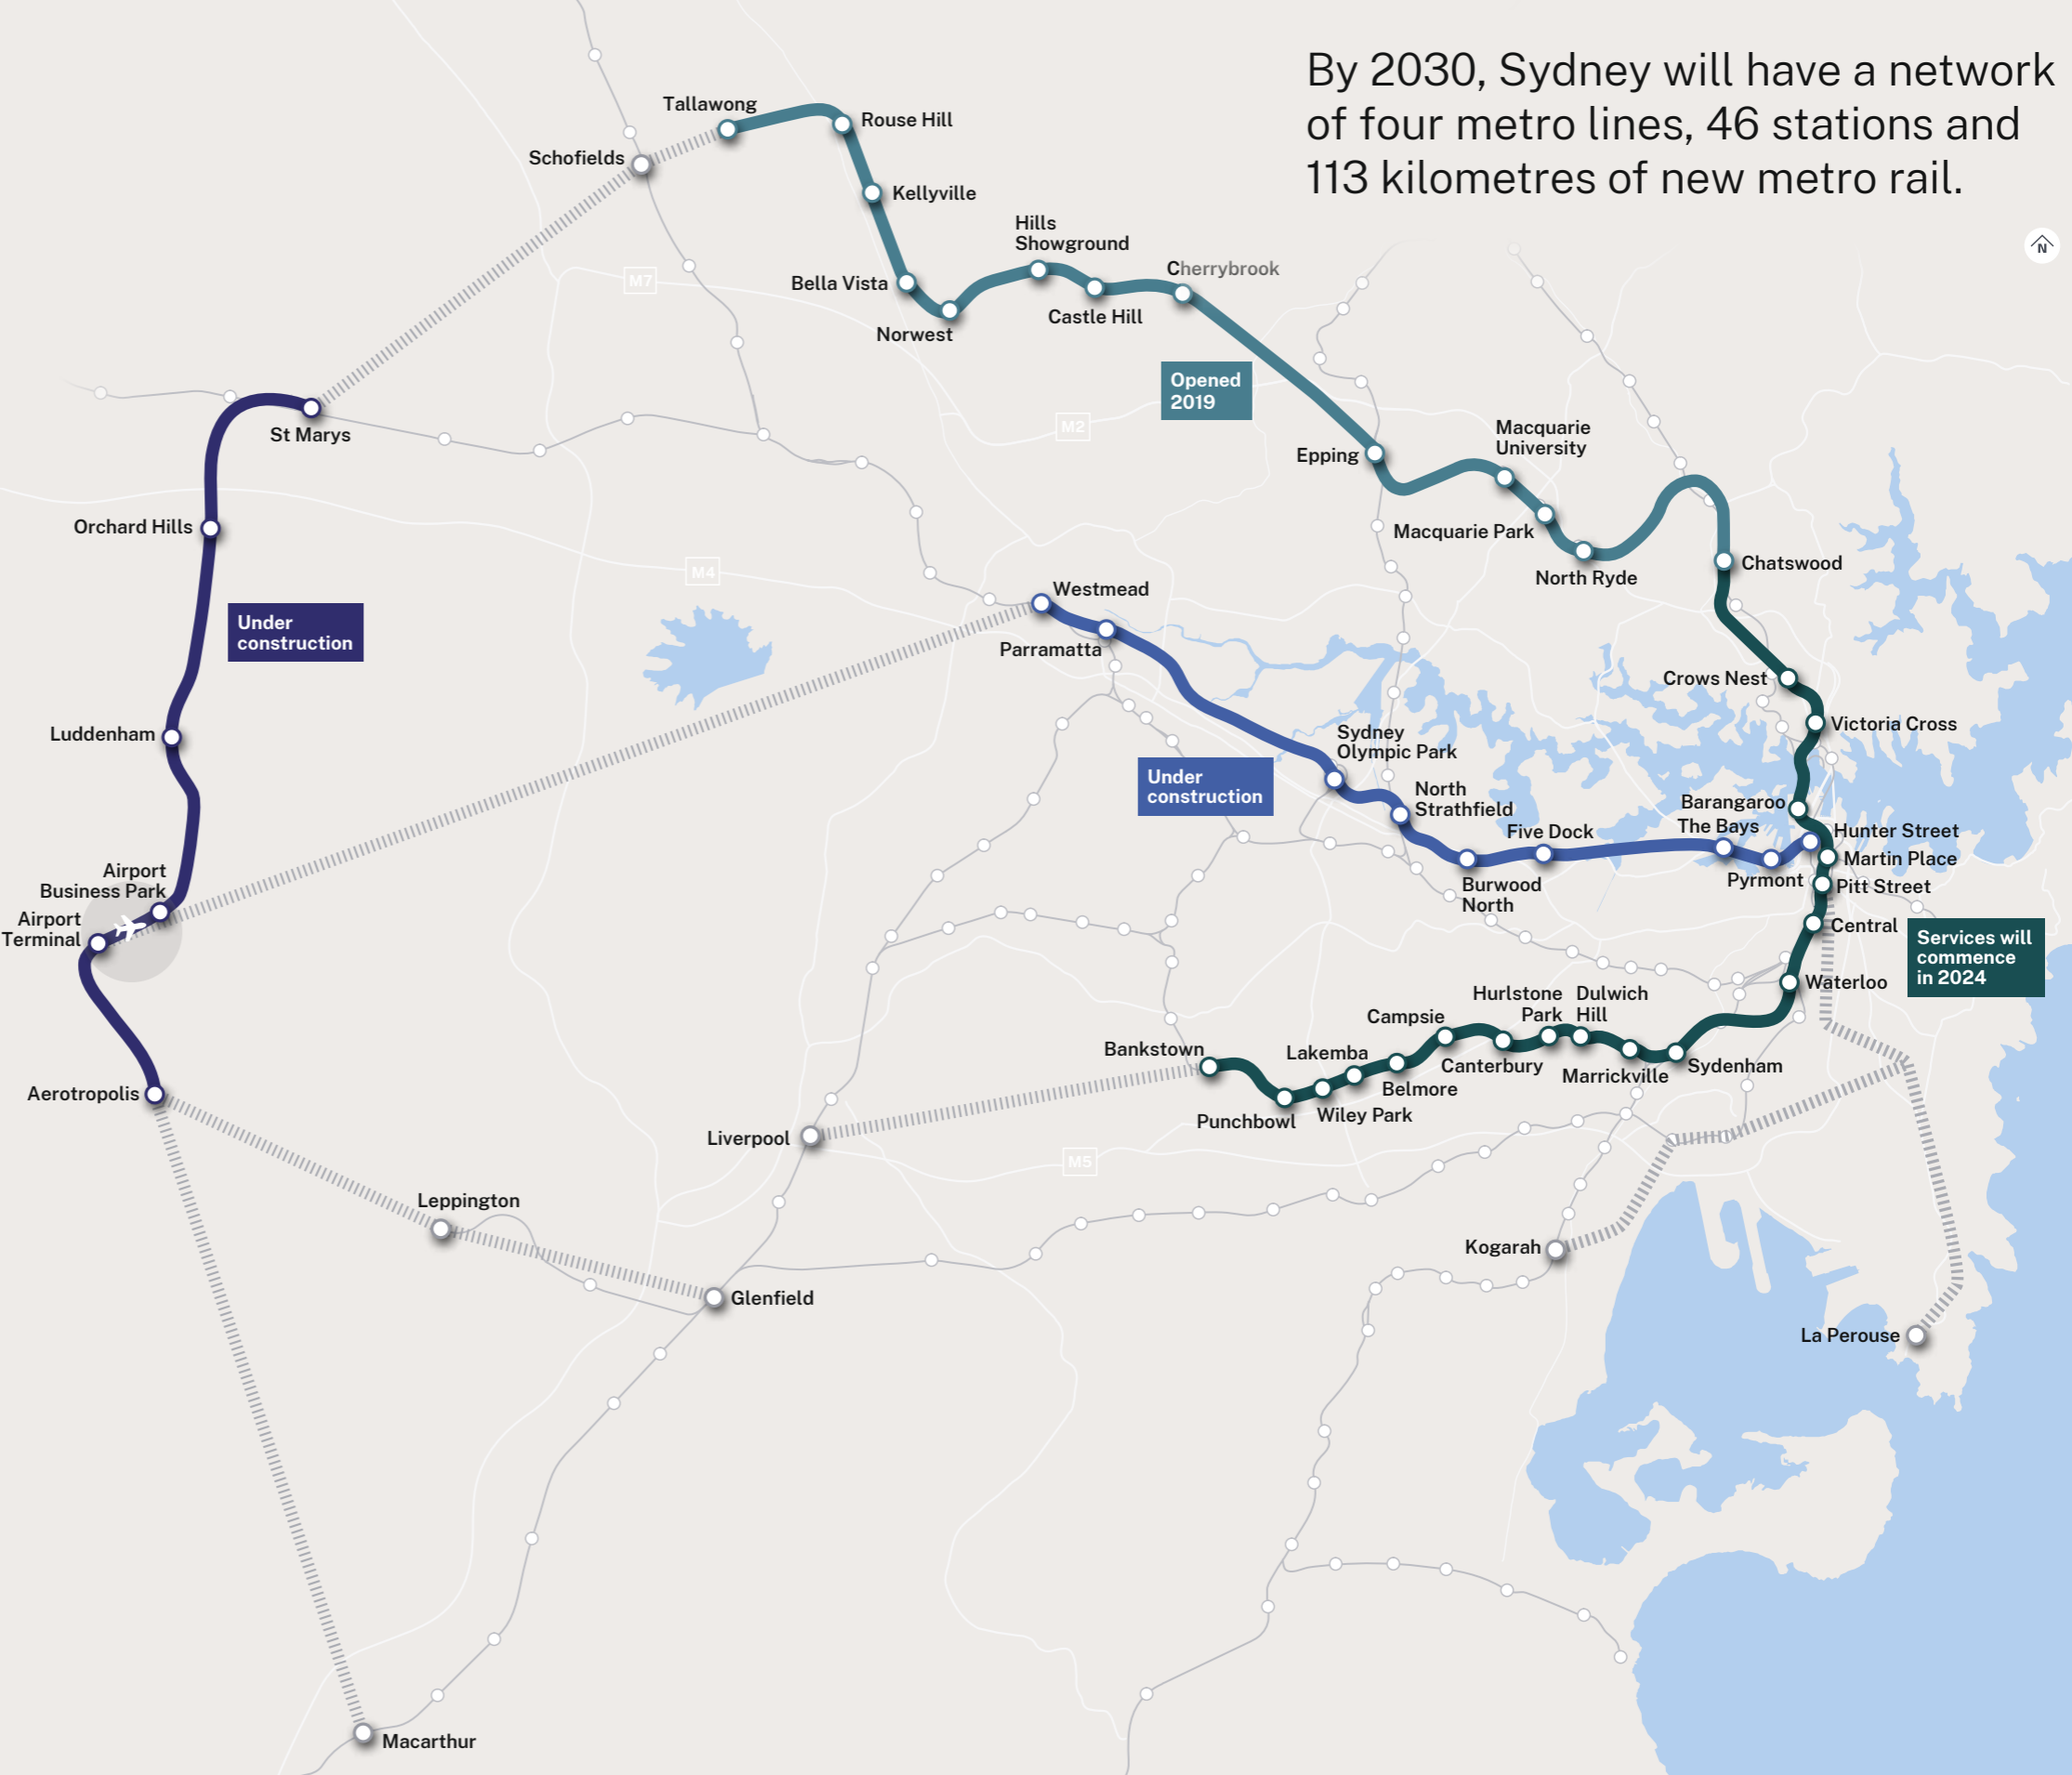 By 2030, Sydney will have a network
of four metro lines, 46 stations and
113 kilometres of new metro rail.
N
Tallawong
Rouse Hill
Schofields
Kellyville
Hills
Showground
Cherrybrook
M7
Bella Vista
Castle Hill
Norwest
Opened
2019
St Marys
M2
Macquarie
University
Epping
Orchard Hills
Macquarie Park
M4
North Ryde
Chatswood
Westmead
Under
construction
Parramatta
Crows Nest
Luddenham
Victoria Cross
Sydney
Olympic Park
Under
construction
North
Strathfield
Barangaroo
The Bays
Five Dock
Hunter Street
Martin Place
Airport
Business Park
Burwood
North
Pyrmont
Pitt Street
Airport
Terminal
Central
Services will
commence
in 2024
Waterloo
Hurlstone
Park
Dulwich
Hill
Campsie
Bankstown
Lakemba
Canterbury
Sydenham
Marrickville
Belmore
Aerotropolis
Punchbowl
Wiley Park
Liverpool
M5
Leppington
Kogarah
Glenfield
La Perouse
Macarthur